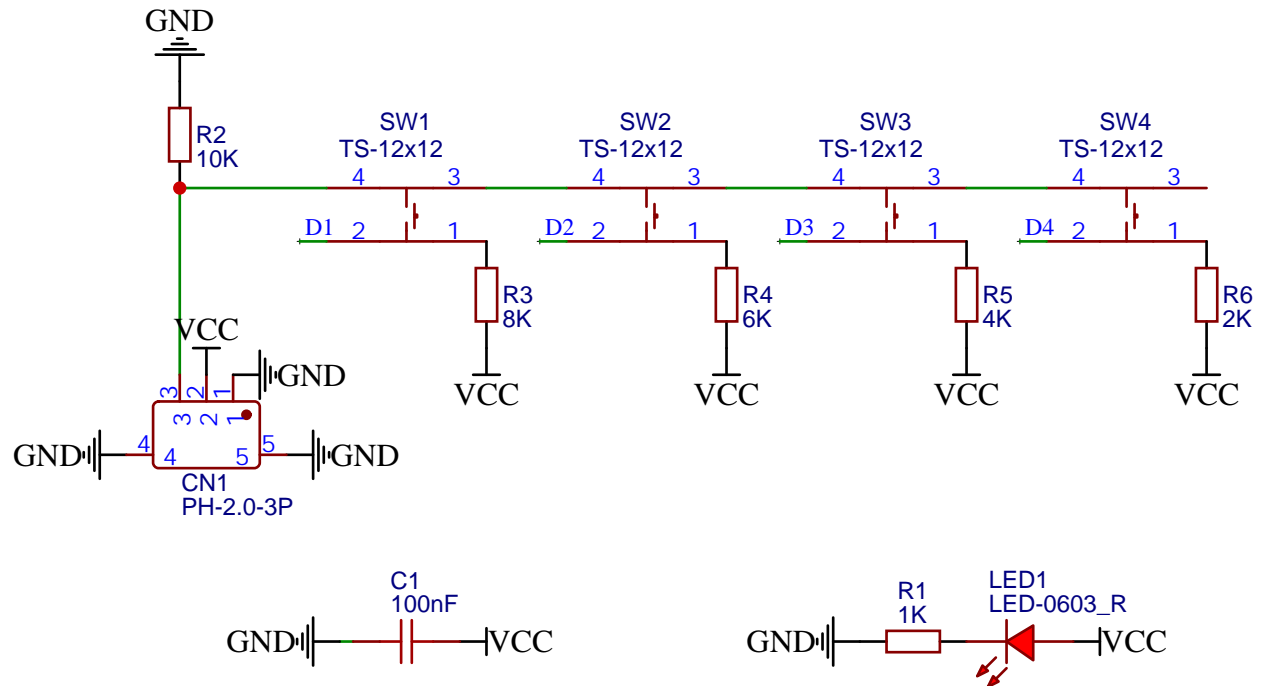 GND
R2
10K
SW1
TS-12x12
4 3
D1 2 1
R3
8K
VCC
SW2
TS-12x12
4 3
D2 2 1
R4
6K
VCC
SW3
TS-12x12
4 3
D3 2 1
R5
4K
VCC
SW4
TS-12x12
4 3
D4 2 1
R6
2K
VCC
VCC
GND
3 2 1
3 2 1
GND 4 4 5 5 GND
CN1
PH-2.0-3P
C1
100nF
GND VCC
R1
1K
LED1
LED-0603_R
GND VCC